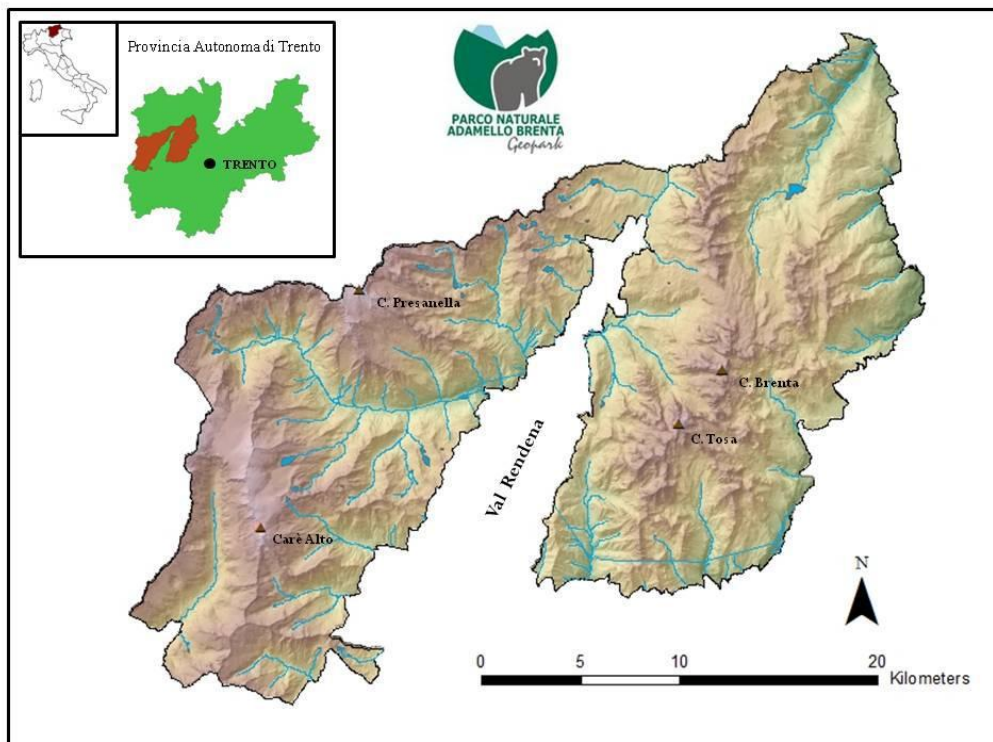 Provincia Autonoma di Trento
TRENTO
PARCO NATURALE
ADAMELLO BRENTA
Geopark
C. Presanella
C. Brenta
C. Tosa
Val Rendena
Carè Alto
N
0 5 10 20
Kilometers